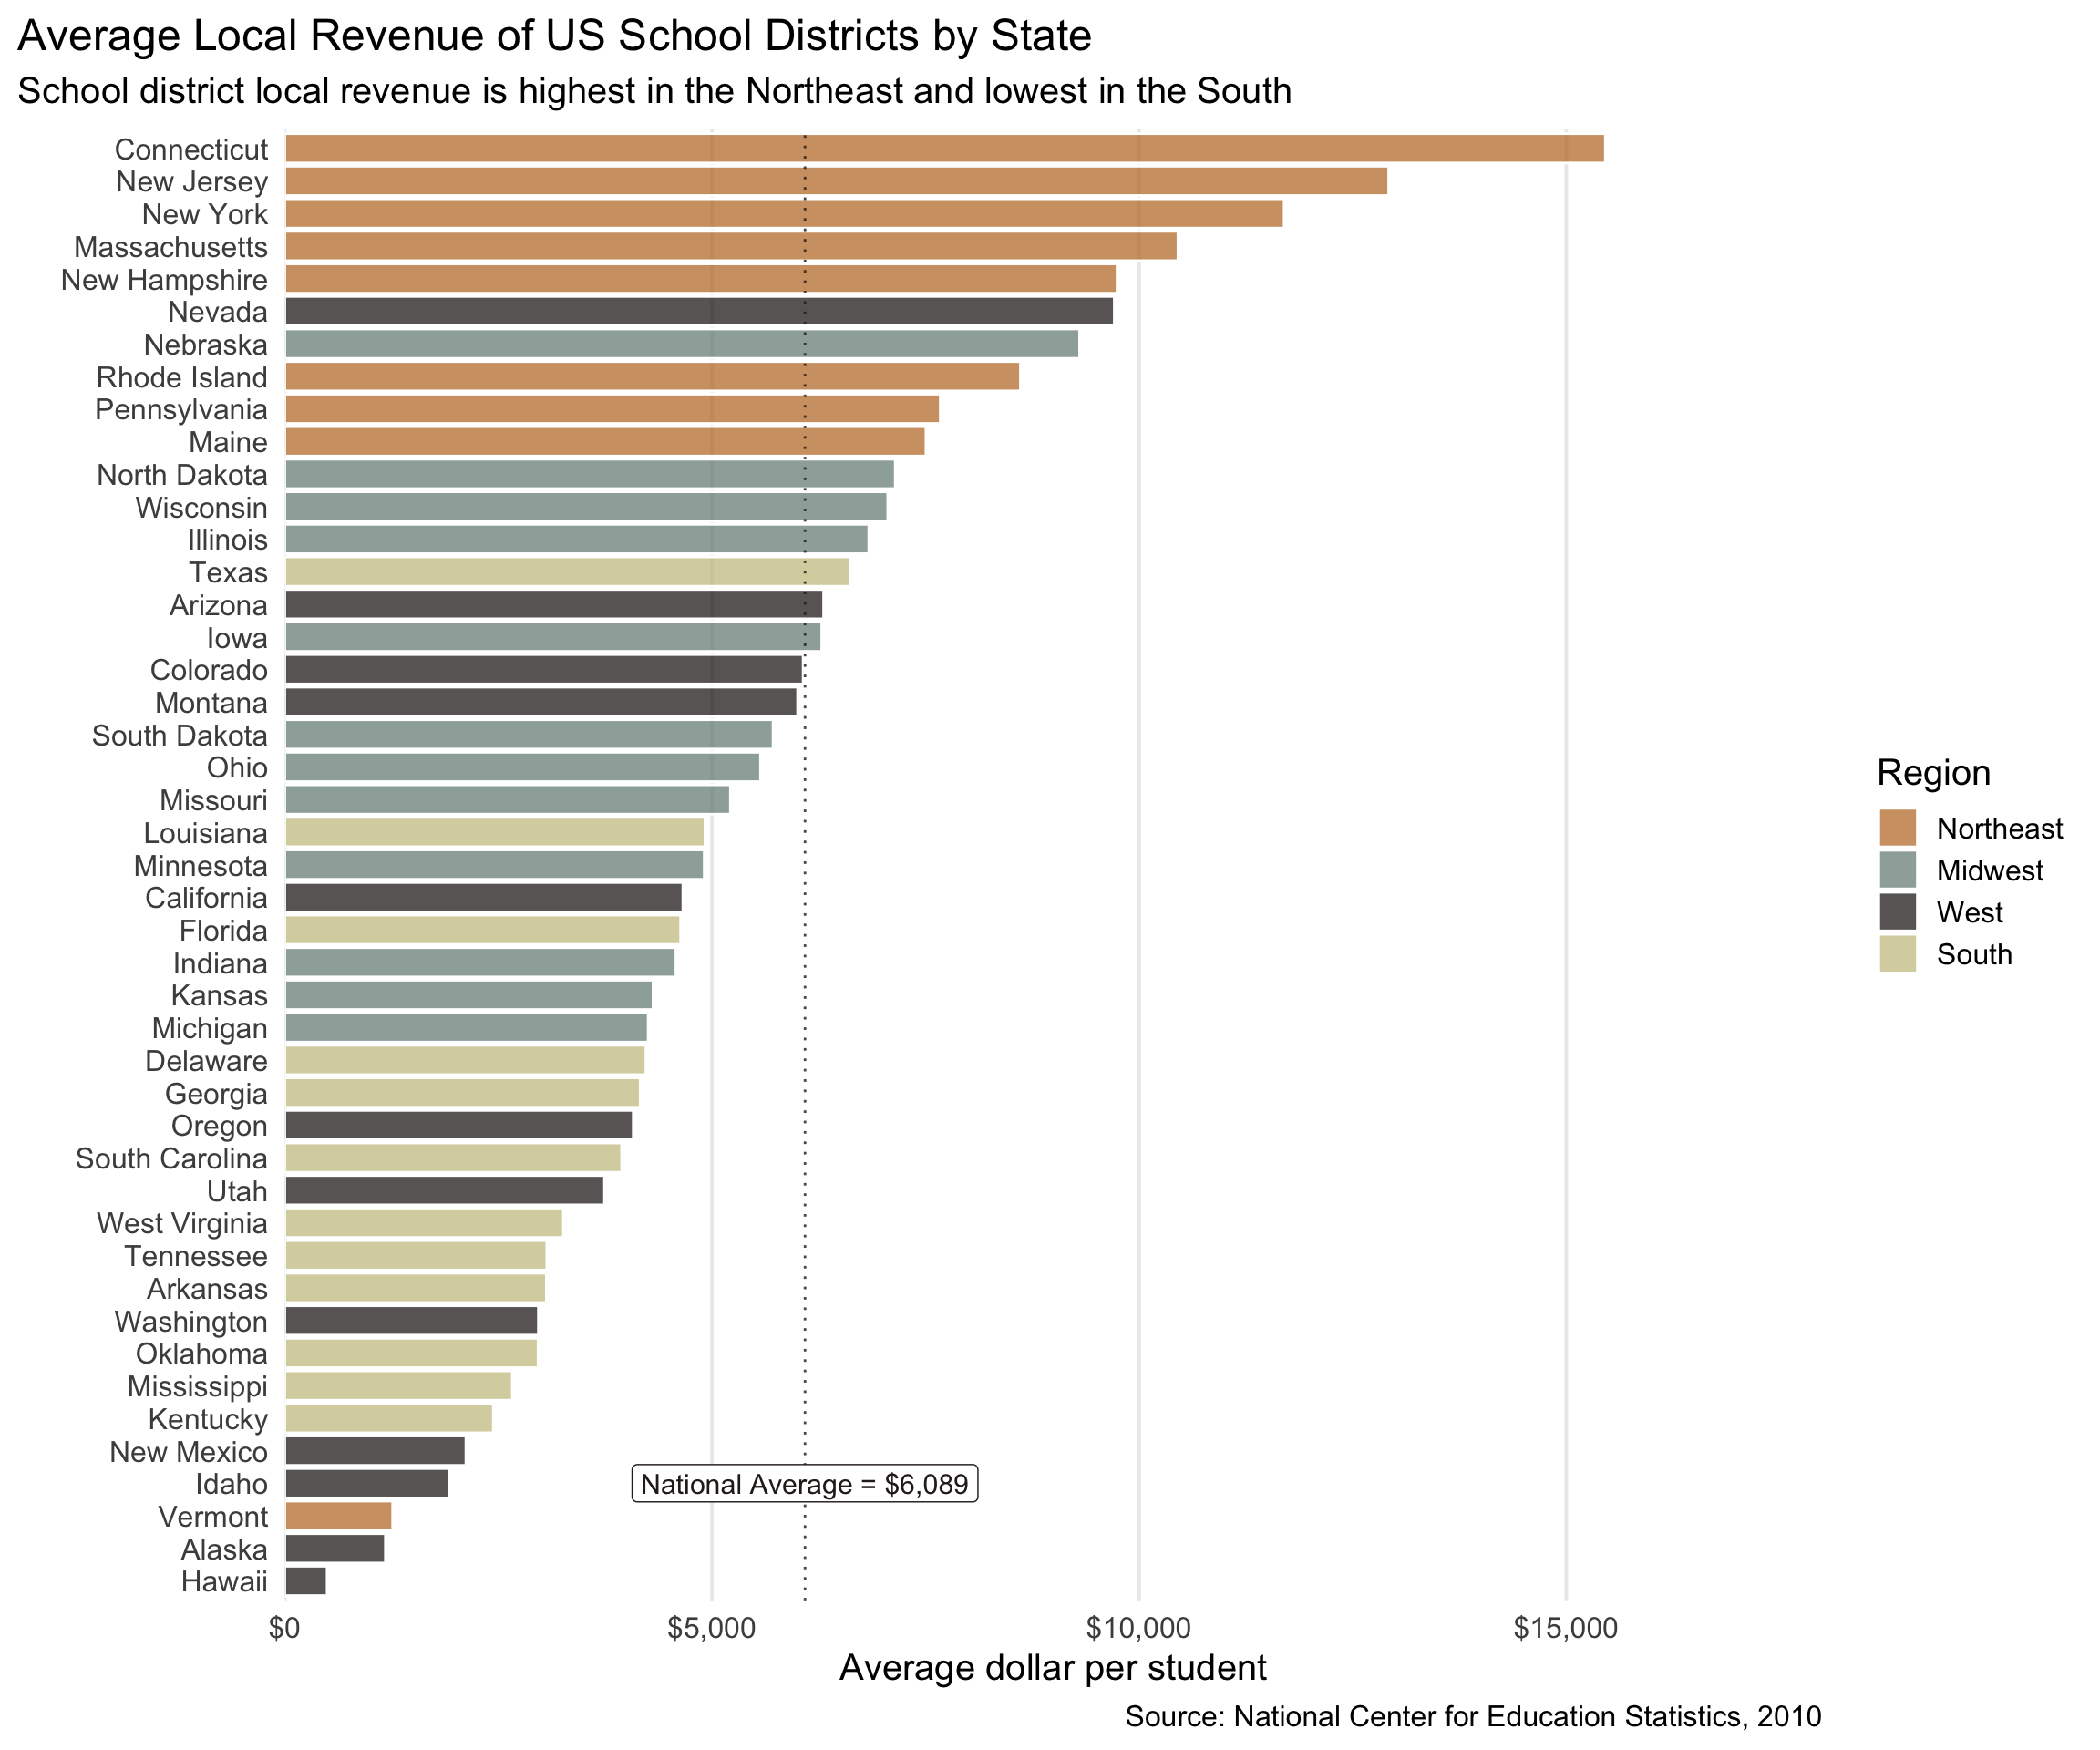 Average Local Revenue of US School Districts by State
School district local revenue is highest in the Northeast and lowest in the South
Connecticut
New Jersey
New York
Massachusetts
New Hampshire
Nevada
Nebraska
Rhode Island
Pennsylvania
Maine
North Dakota
Wisconsin
Illinois
Texas
Arizona
Iowa
Colorado
Montana
South Dakota
Ohio
Missouri
Louisiana
Minnesota
California
Florida
Indiana
Kansas
Michigan
Delaware
Georgia
Oregon
South Carolina
Utah
West Virginia
Tennessee
Arkansas
Washington
Oklahoma
Mississippi
Kentucky
New Mexico
Idaho
Vermont
Alaska
Hawaii
National Average = $6,089
$0 $5,000 $10,000 $15,000
Average dollar per student
Region
Northeast
Midwest
West
South
Source: National Center for Education Statistics, 2010